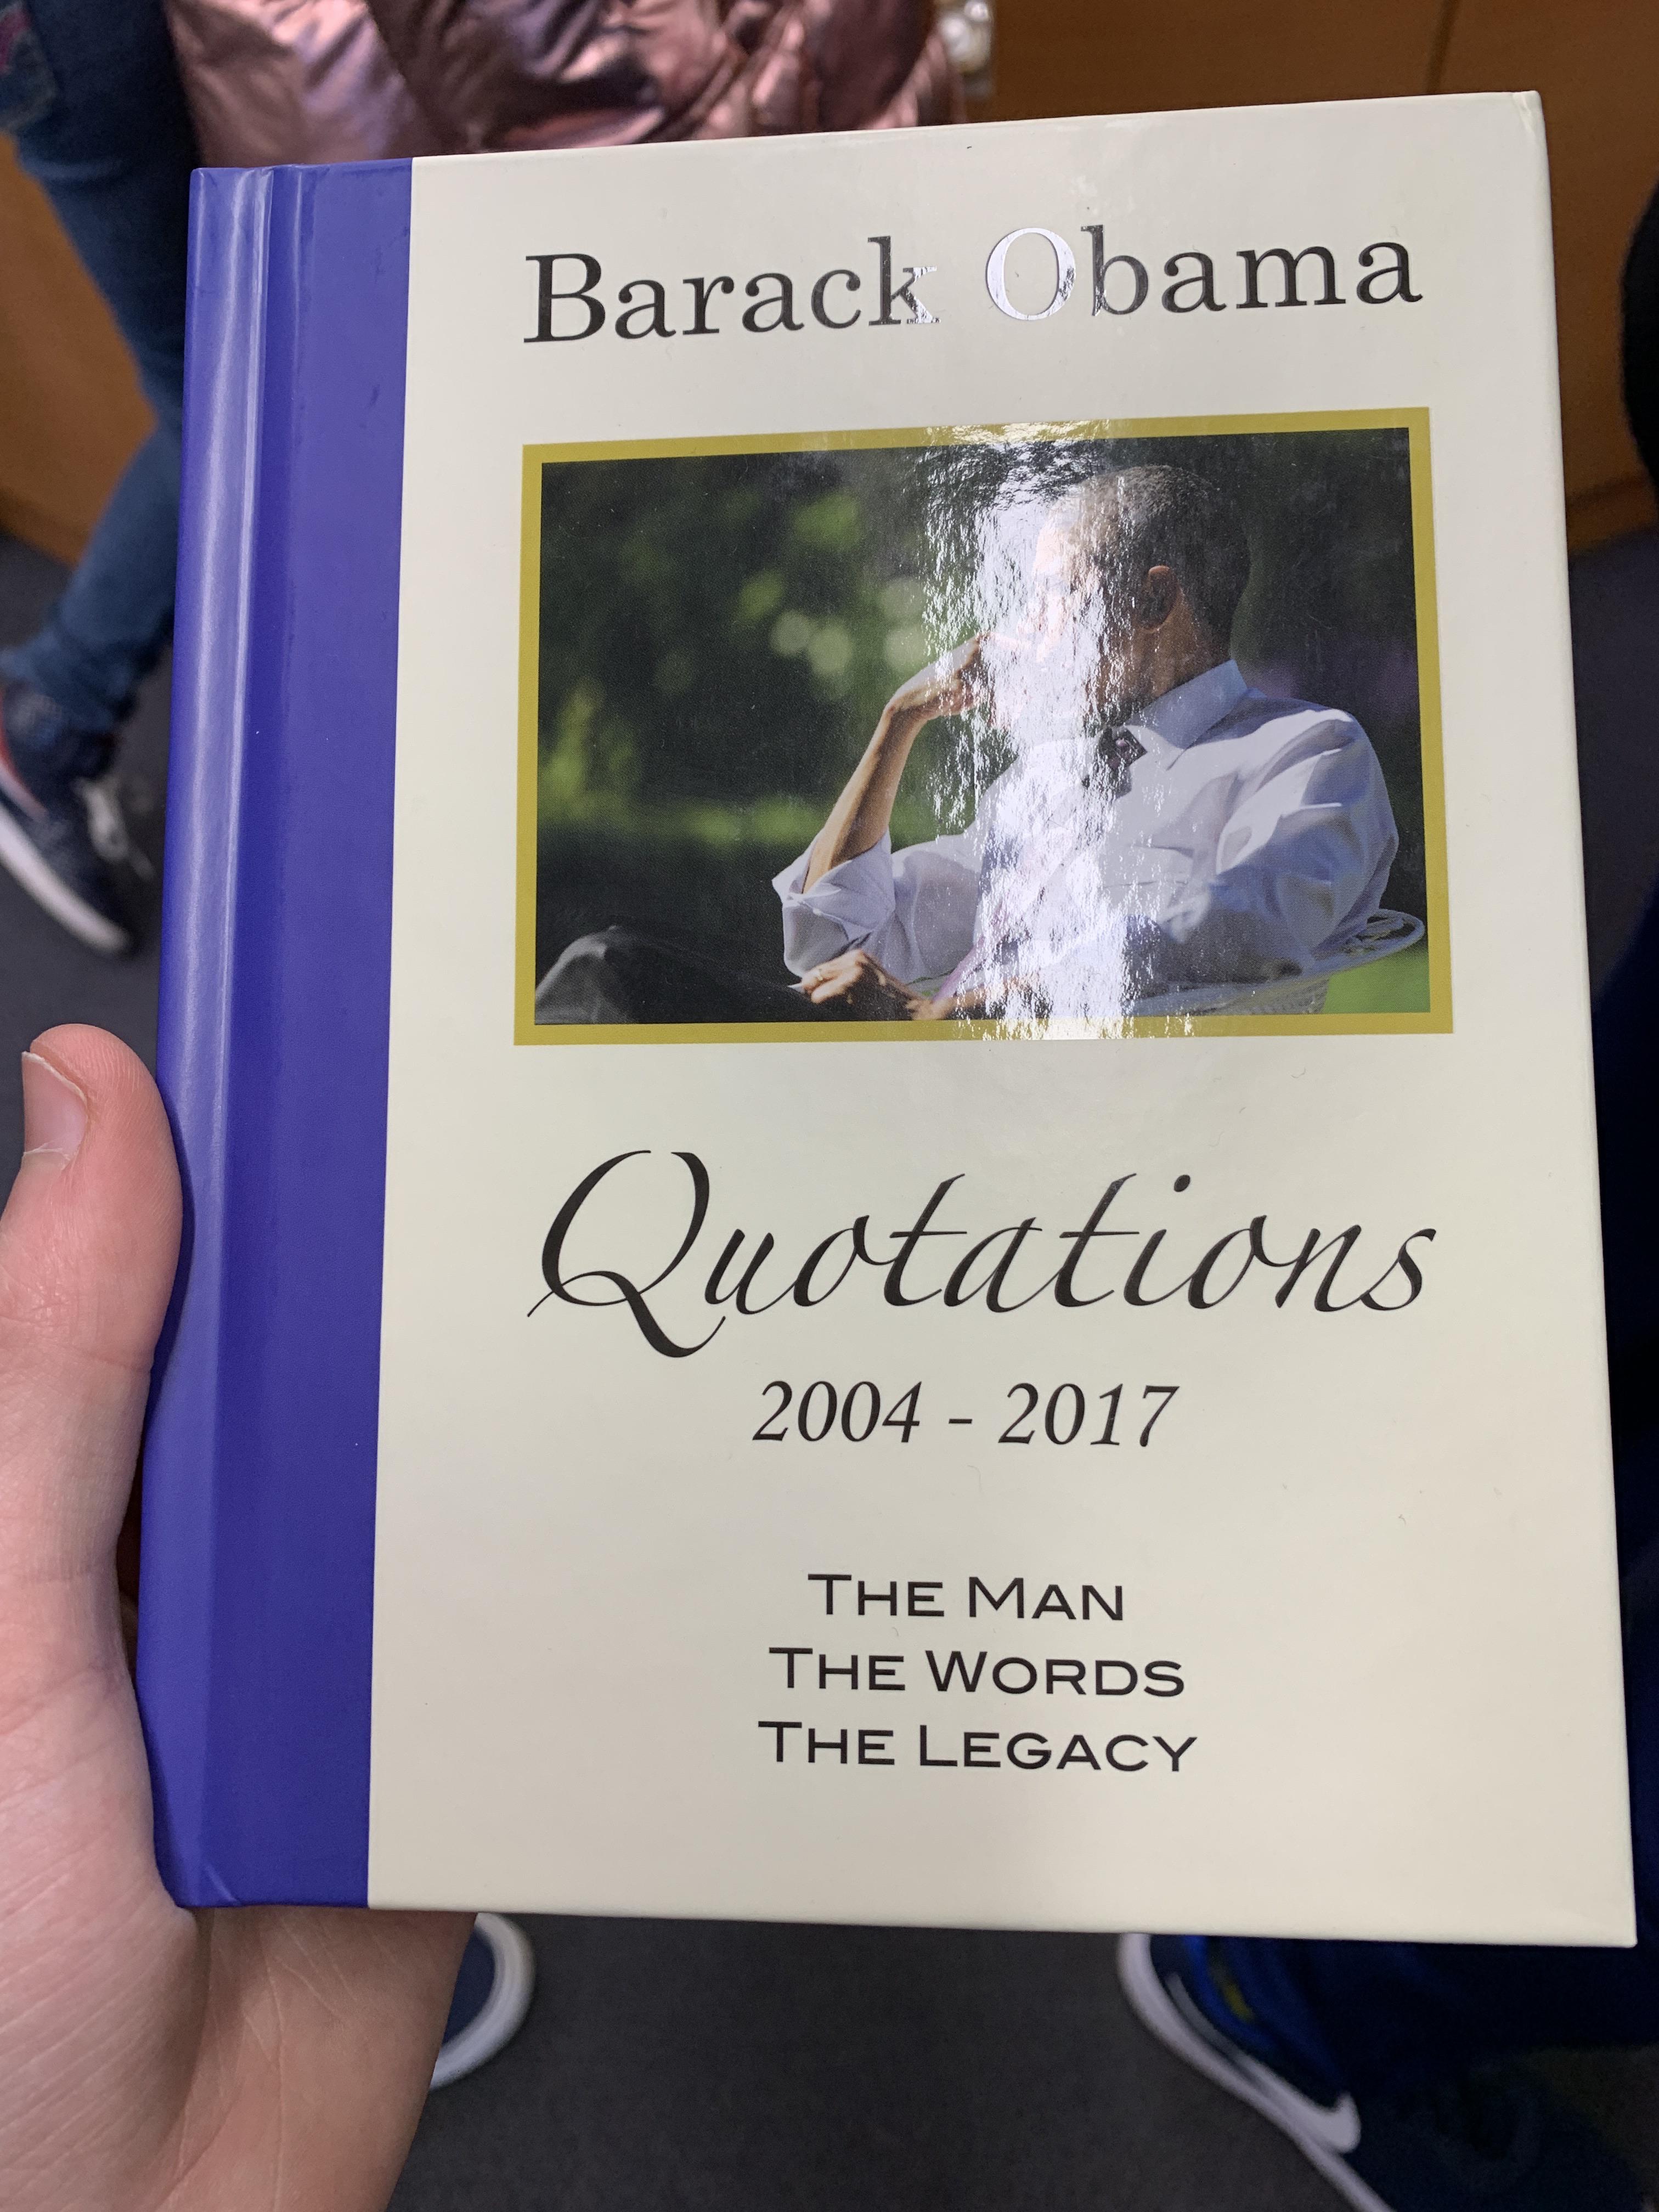 Barack Obama
Quotations
2004 - 2017
THE MAN
THE WORDS
THE LEGACY